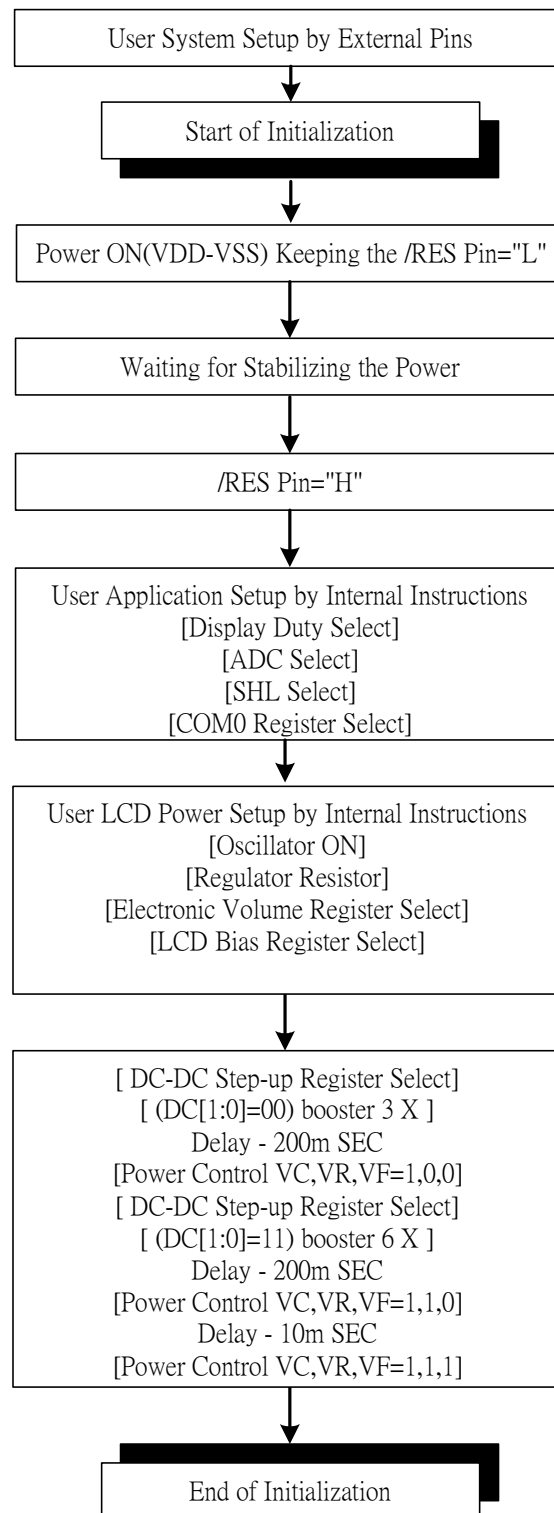 User System Setup by External Pins
Start of Initialization
Power ON(VDD-VSS) Keeping the /RES Pin="L"
Waiting for Stabilizing the Power
/RES Pin="H"
User Application Setup by Internal Instructions
[Display Duty Select]
[ADC Select]
[SHL Select]
[COM0 Register Select]
User LCD Power Setup by Internal Instructions
[Oscillator ON]
[Regulator Resistor]
[Electronic Volume Register Select]
[LCD Bias Register Select]
[ DC-DC Step-up Register Select]
[ (DC[1:0]=00) booster 3 X ]
Delay - 200m SEC
[Power Control VC,VR,VF=1,0,0]
[ DC-DC Step-up Register Select]
[ (DC[1:0]=11) booster 6 X ]
Delay - 200m SEC
[Power Control VC,VR,VF=1,1,0]
Delay - 10m SEC
[Power Control VC,VR,VF=1,1,1]
End of Initialization